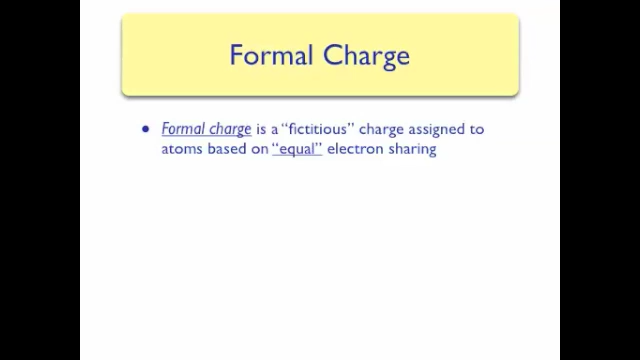 Formal Charge
• Formal charge is a “fictitious” charge assigned to
atoms based on “equal” electron sharing